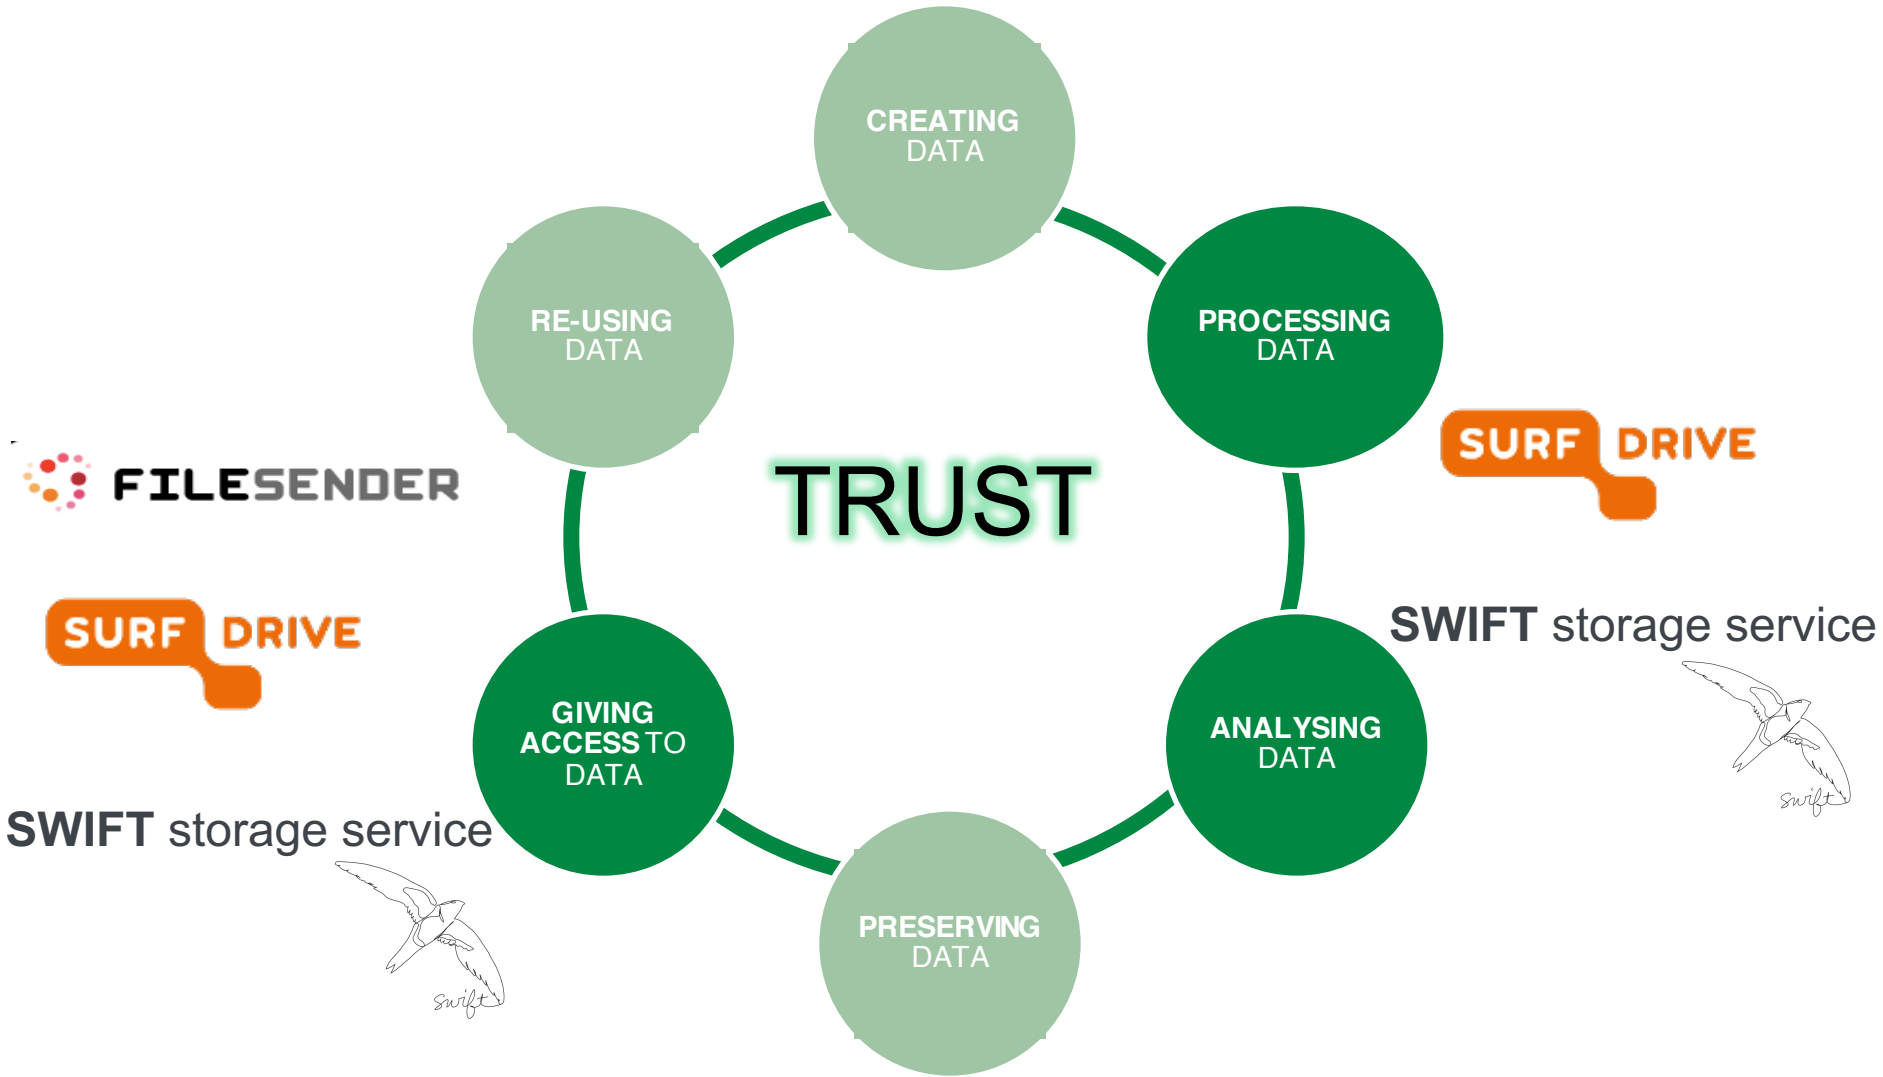 CREATING
DATA
RE-USING
DATA
PROCESSING
DATA
TRUST
FILESENDER
SURF DRIVE
SURF DRIVE
SWIFT storage service
swift
GIVING
ACCESS TO
DATA
ANALYSING
DATA
SWIFT storage service
swift
PRESERVING
DATA